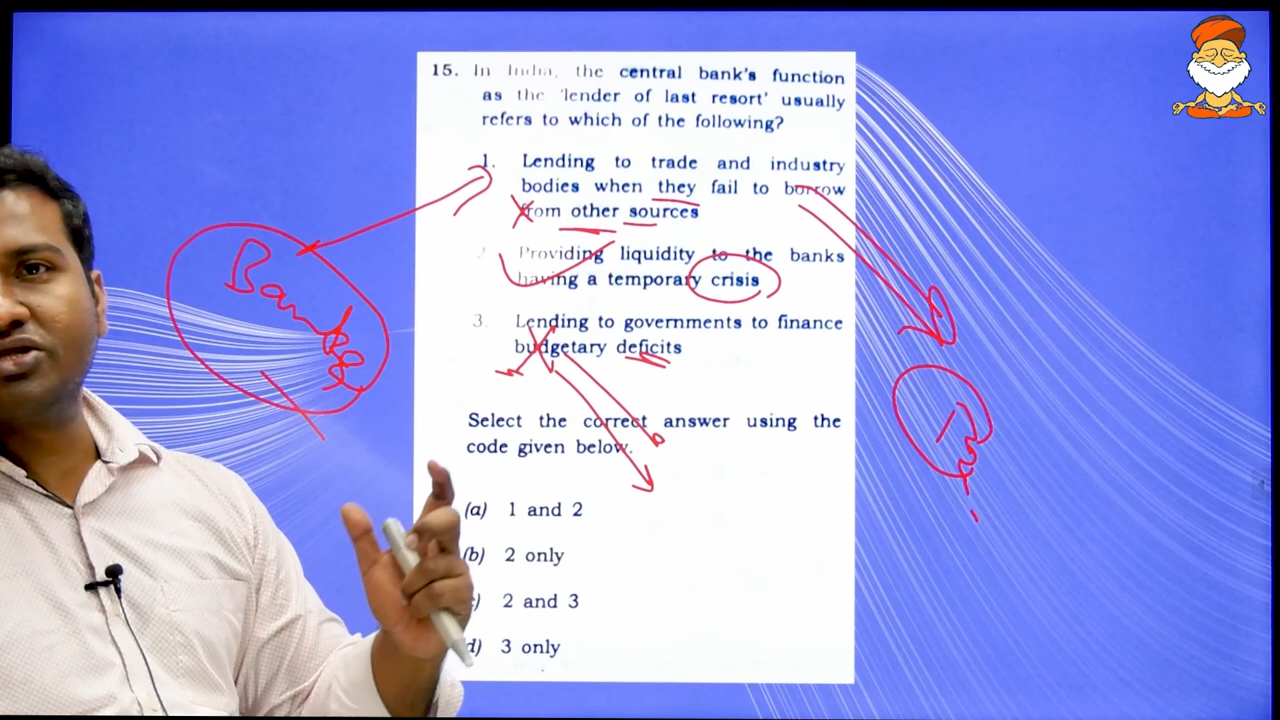 15. In India, the central bank's function
as the 'lender of last resort' usually
refers to which of the following?
1. Lending to trade and industry
bodies when they fail to borrow
from other sources
2. Providing liquidity to the banks
having a temporary crisis
3. Lending to governments to finance
budgetary deficits
Select the correct answer using the
code given below.
(a) 1 and 2
(b) 2 only
(c) 2 and 3
(d) 3 only